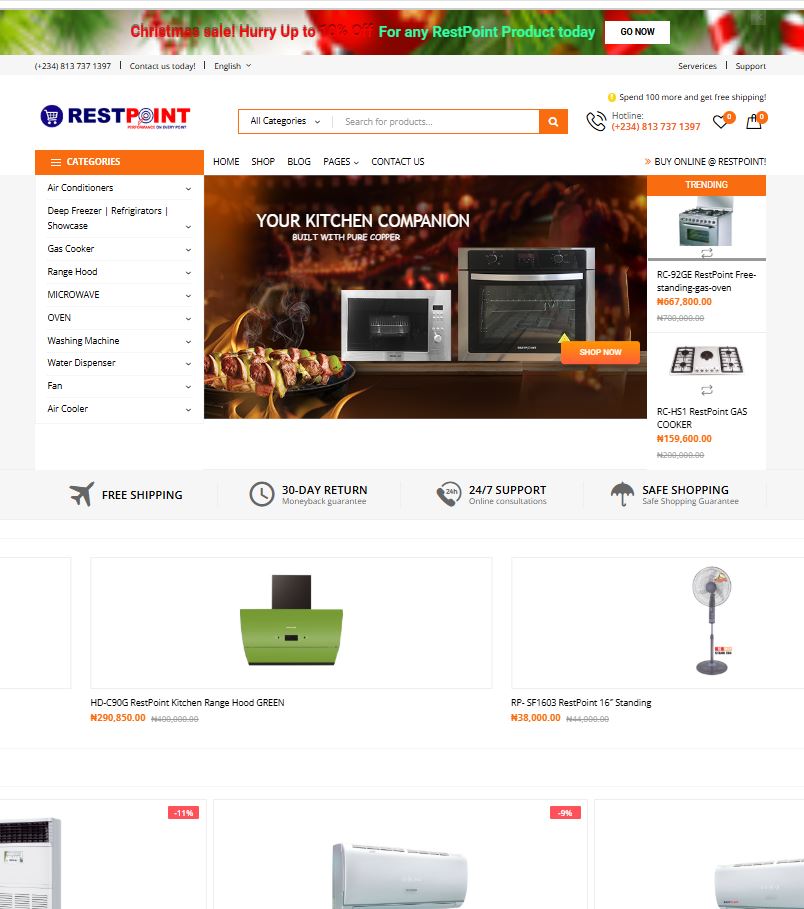 Christmas sale! Hurry Up to 10% Off For any RestPoint Product today GO NOW
(+234) 813 737 1397 Contact us today! English Serverices Support
Spend 100 more and get free shipping!
RESTPOINT
PERFORMANCE ON EVERY POINT
All Categories Search for products...
Hotline:
(+234) 813 737 1397
0 0
CATEGORIES
HOME SHOP BLOG PAGES CONTACT US
» BUY ONLINE @ RESTPOINT!
Air Conditioners
Deep Freezer | Refrigirators |
Showcase
Gas Cooker
Range Hood
MICROWAVE
OVEN
Washing Machine
Water Dispenser
Fan
Air Cooler
YOUR KITCHEN COMPANION
BUILT WITH PURE COPPER
RESTPOINT
SHOP NOW
TRENDING
RC-92GE RestPoint Free-
standing-gas-oven
₦667,800.00
₦700,000.00
RC-HS1 RestPoint GAS
COOKER
₦159,600.00
₦200,000.00
FREE SHIPPING
30-DAY RETURN
Moneyback guarantee
24h
24/7 SUPPORT
Online consultations
SAFE SHOPPING
Safe Shopping Guarantee
HD-C90G RestPoint Kitchen Range Hood GREEN
₦290,850.00 ₦400,000.00
RP- SF1603 RestPoint 16” Standing
₦38,000.00 ₦44,000.00
-11%
-9%